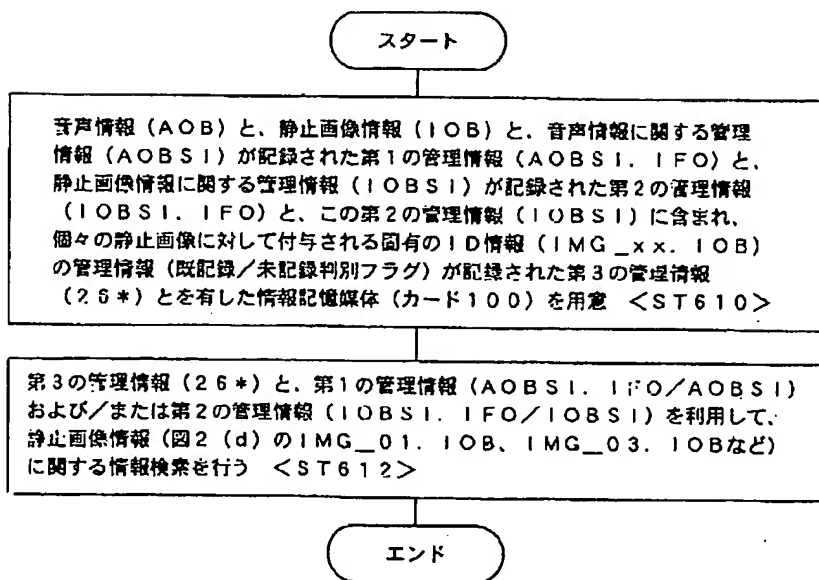 スタート
音声情報(AOB)と、静止画像情報(IOB)と、音声情報に関する管理
情報(AOBSI)が記録された第1の管理情報(AOBSI.IFO)と、
静止画像情報に関する管理情報(IOBSI)が記録された第2の管理情報
(IOBSI.IFO)と、この第2の管理情報(IOBSI)に含まれ、
個々の静止画像に対して付与される固有のID情報(IMG_xx.IOB)
の管理情報(既記録/未記録判別フラグ)が記録された第3の管理情報
(26*)とを有した情報記憶媒体(カード100)を用意 <ST610>
第3の管理情報(26*)と、第1の管理情報(AOBSI.IFO/AOBSI)
および/または第2の管理情報(IOBSI.IFO/IOBSI)を利用して、
静止画像情報(図2(d)のIMG_01.IOB、IMG_03.IOBなど)
に関する情報検索を行う <ST612>
エンド